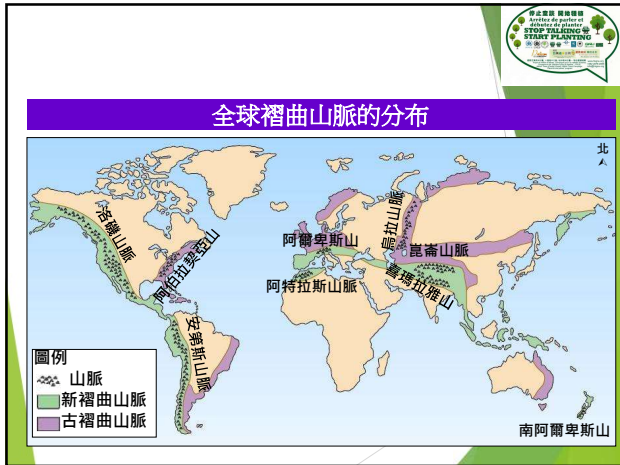 停止空談 開始種樹
Arrêtez de parler et
débutez de planter
STOP TALKING
START PLANTING
全球褶曲山脈的分布
北
洛磯山脈
阿伯拉契亞山
安第斯山脈
阿爾卑斯山
阿特拉斯山脈
烏拉山脈
崑崙山脈
喜瑪拉雅山
南阿爾卑斯山
圖例
山脈
新褶曲山脈
古褶曲山脈